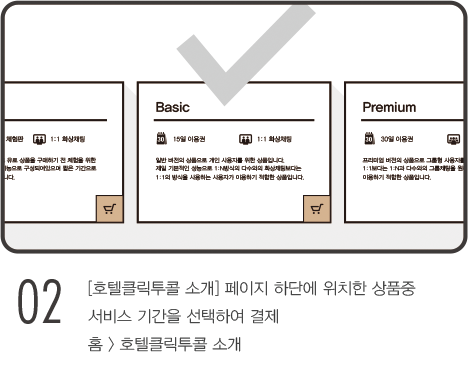 체험판
1:1 화상채팅
유료 상품을 구매하기 전 체험을 위한
구성되어있으며 짧은 기간으로
니다.
Basic
15일 이용권
1:1 화상채팅
일반 버전의 상품으로 개인 사용자를 위한 상품입니다.
제일 기본적인 성능으로 1:N방식의 다수와의 화상채팅보다는
1:1의 방식을 사용하는 사용자가 이용하기 적합한 상품입니다.
Premium
30일 이용권
프리미엄 버전의 상품으로 그룹형 사용자를
1:1보다는 1:N과 다수와의 그룹채팅을 원
이용하기 적합한 상품입니다.
02
[호텔클릭투콜 소개] 페이지 하단에 위치한 상품중
서비스 기간을 선택하여 결제
홈 > 호텔클릭투콜 소개